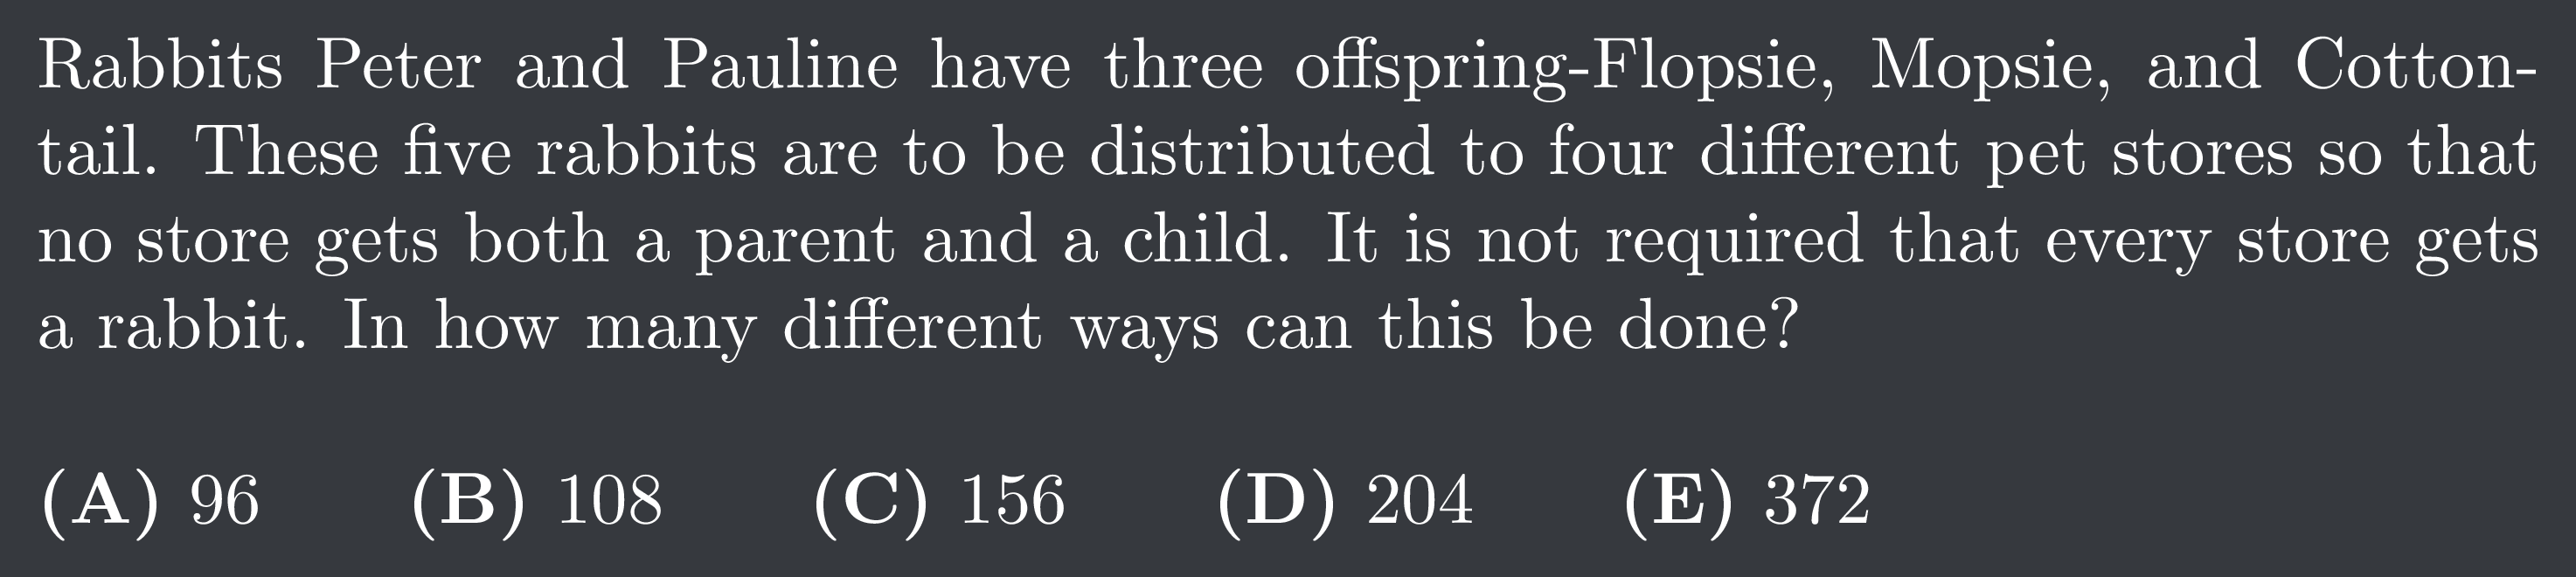 Rabbits Peter and Pauline have three offspring-Flopsie, Mopsie, and Cotton-
tail. These five rabbits are to be distributed to four different pet stores so that
no store gets both a parent and a child. It is not required that every store gets
a rabbit. In how many different ways can this be done?
(A) 96 (B) 108 (C) 156 (D) 204 (E) 372